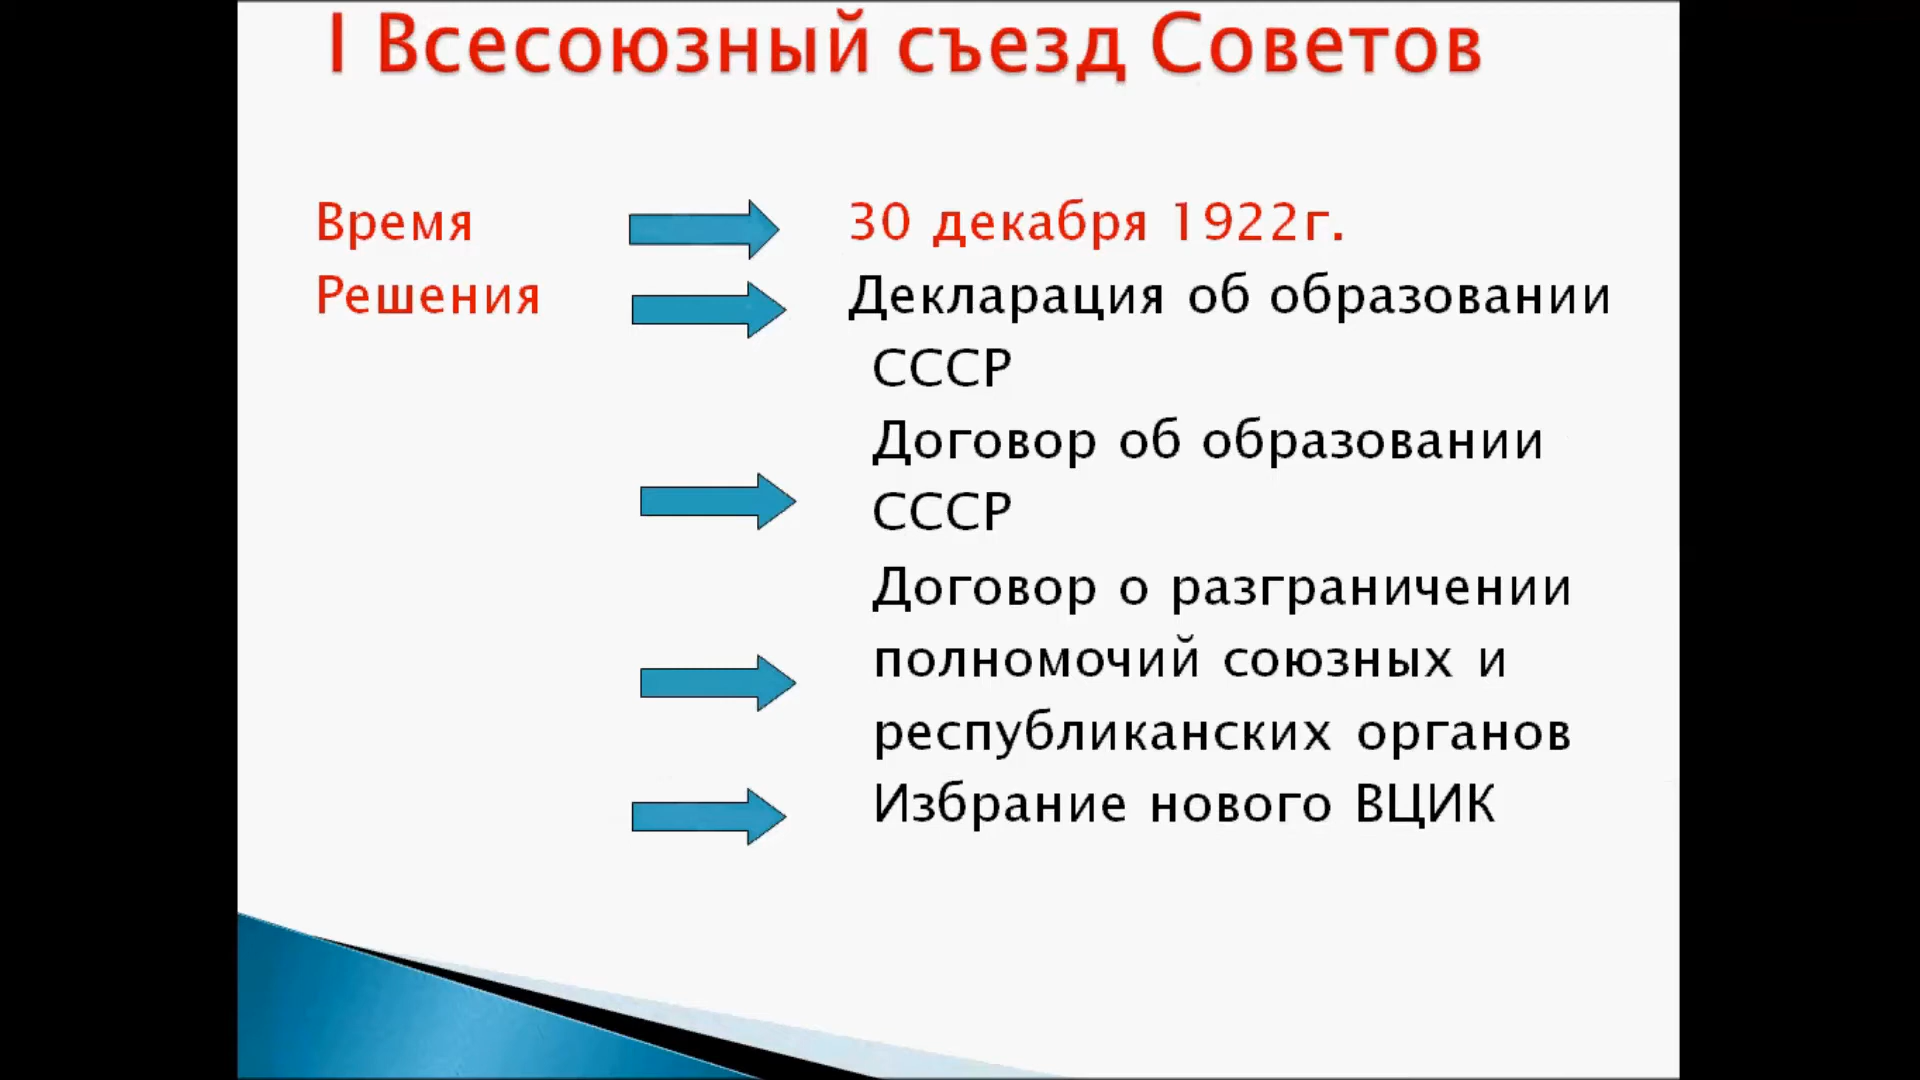 I Всесоюзный съезд Советов
Время 30 декабря 1922г.
Решения Декларация об образовании
СССР
Договор об образовании
СССР
Договор о разграничении
полномочий союзных и
республиканских органов
Избрание нового ВЦИК